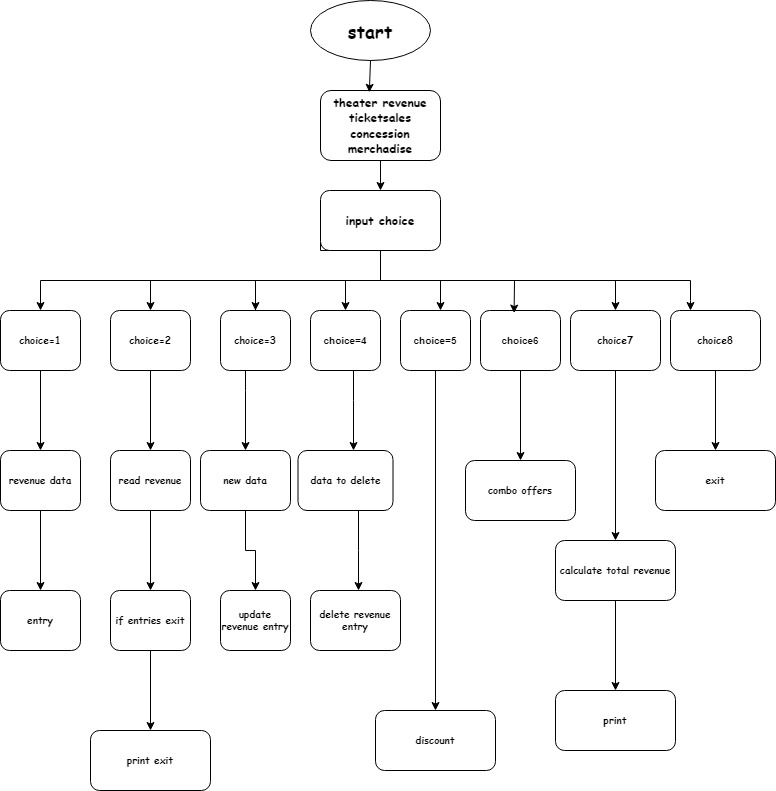 start
theater revenue
ticketsales
concession
merchadise
input choice
choice=1
choice=2
choice=3
choice=4
choice=5
choice6
choice7
choice8
revenue data
read revenue
new data
data to delete
combo offers
exit
calculate total revenue
entry
if entries exit
update
revenue entry
delete revenue
entry
print
discount
print exit